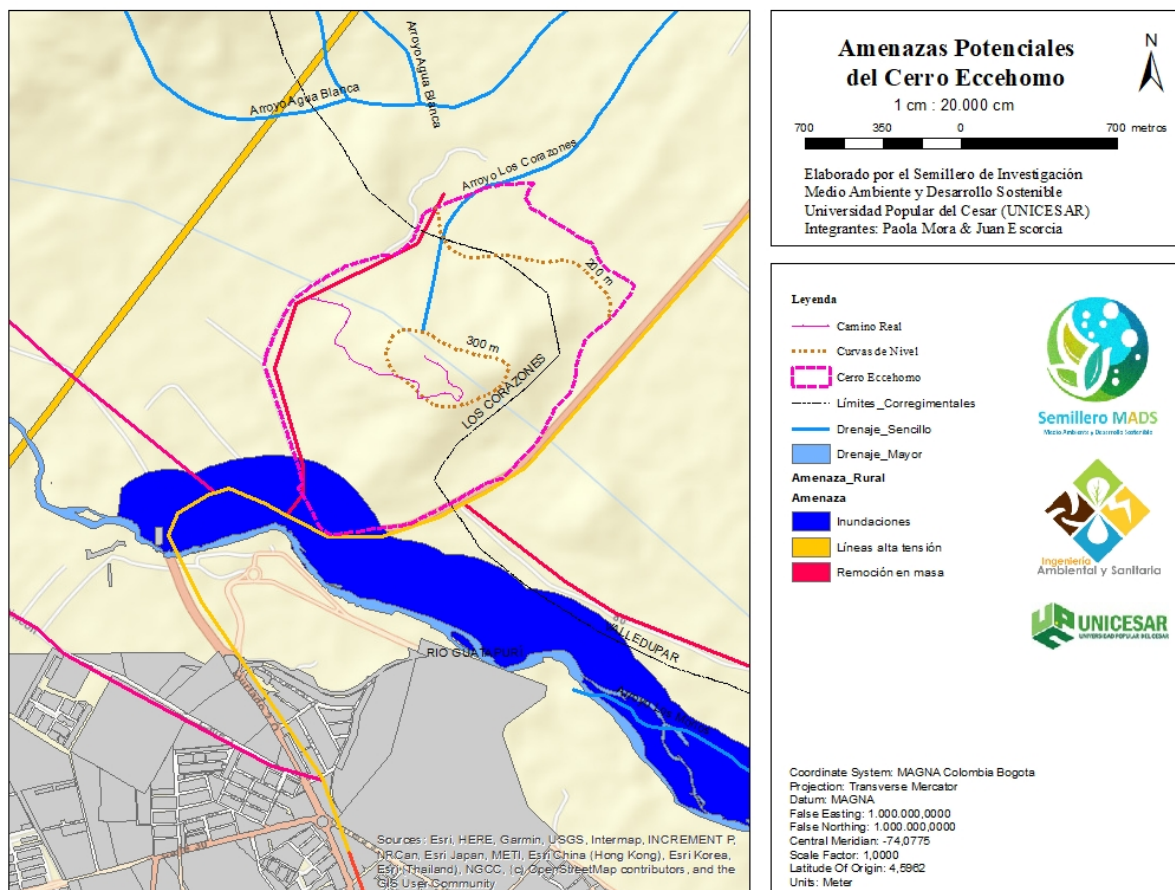 Arroyo Agua Blanca
Arroyo Agua Blanca
Arroyo Los Corazones
200 m
300 m
LOS CORAZONES
VALLEDUPAR
RIO GUATAPURÍ
Sources: Esri, HERE, Garmin, USGS, Intermap, INCREMENT P,
NRCan, Esri Japan, METI, Esri China (Hong Kong), Esri Korea,
Esri (Thailand), NGCC, (c) OpenStreetMap contributors, and the
GIS User Community
Amenazas Potenciales
del Cerro Eccehomo
1 cm : 20.000 cm
N
700 350 0 700 metros
Elaborado por el Semillero de Investigación
Medio Ambiente y Desarrollo Sostenible
Universidad Popular del Cesar (UNICESAR)
Integrantes: Paola Mora & Juan Escorcia
Leyenda
Camino Real
Curvas de Nivel
Cerro Eccehomo
Límites_Corregimentales
Drenaje_Sencillo
Drenaje_Mayor
Amenaza_Rural
Amenaza
Inundaciones
Líneas alta tensión
Remoción en masa
Semillero MADS
Medio Ambiente y Desarrollo Sostenible
Ingeniería
Ambiental y Sanitaria
UNICESAR
UNIVERSIDAD POPULAR DEL CESAR
Coordinate System: MAGNA Colombia Bogota
Projection: Transverse Mercator
Datum: MAGNA
False Easting: 1.000.000,0000
False Northing: 1.000.000,0000
Central Meridian: -74,0775
Scale Factor: 1,0000
Latitude Of Origin: 4,5962
Units: Meter